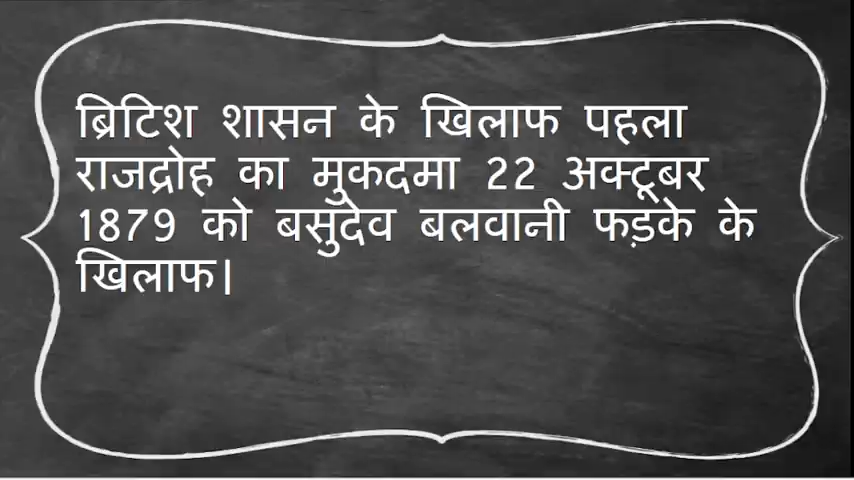 ब्रिटिश शासन के खिलाफ पहला
राजद्रोह का मुकदमा 22 अक्टूबर
1879 को बसुदेव बलवानी फड़के के
खिलाफ।